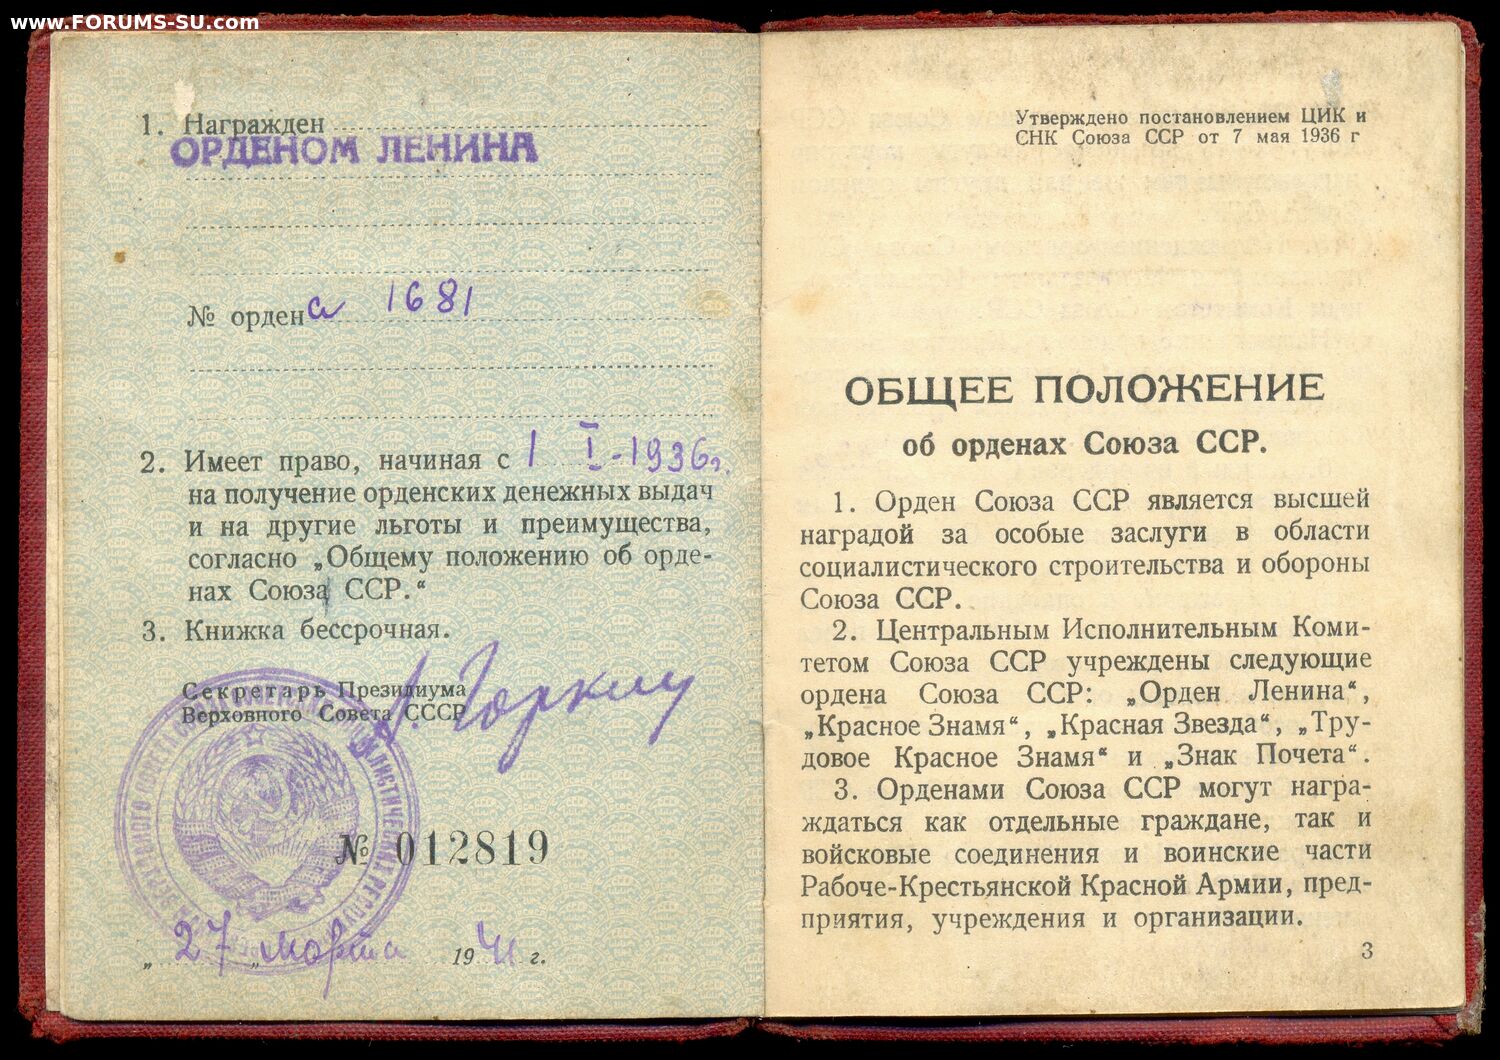 www.FORUMS-SU.com
1. Награжден
ОРДЕНОМ ЛЕНИНА
№ ордена 1681
2. Имеет право, начиная с 1 I-1936г.
на получение орденских денежных выдач
и на другие льготы и преимущества,
согласно „Общему положению об орде-
нах Союза ССР.“
3. Книжка бессрочная.
Секретарь Президиума
Верховного Совета СССР
А. Горкин
№ 012819
„27„ марта 1941 г.
Утверждено постановлением ЦИК и
СНК Союза ССР от 7 мая 1936 г
ОБЩЕЕ ПОЛОЖЕНИЕ
об орденах Союза ССР.
1. Орден Союза ССР является высшей
наградой за особые заслуги в области
социалистического строительства и обороны
Союза ССР.
2. Центральным Исполнительным Коми-
тетом Союза ССР учреждены следующие
ордена Союза ССР: „Орден Ленина“,
„Красное Знамя“, „Красная Звезда“, „Тру-
довое Красное Знамя“ и „Знак Почета“.
3. Орденами Союза ССР могут награ-
ждаться как отдельные граждане, так и
войсковые соединения и воинские части
Рабоче-Крестьянской Красной Армии, пред-
приятия, учреждения и организации.
3